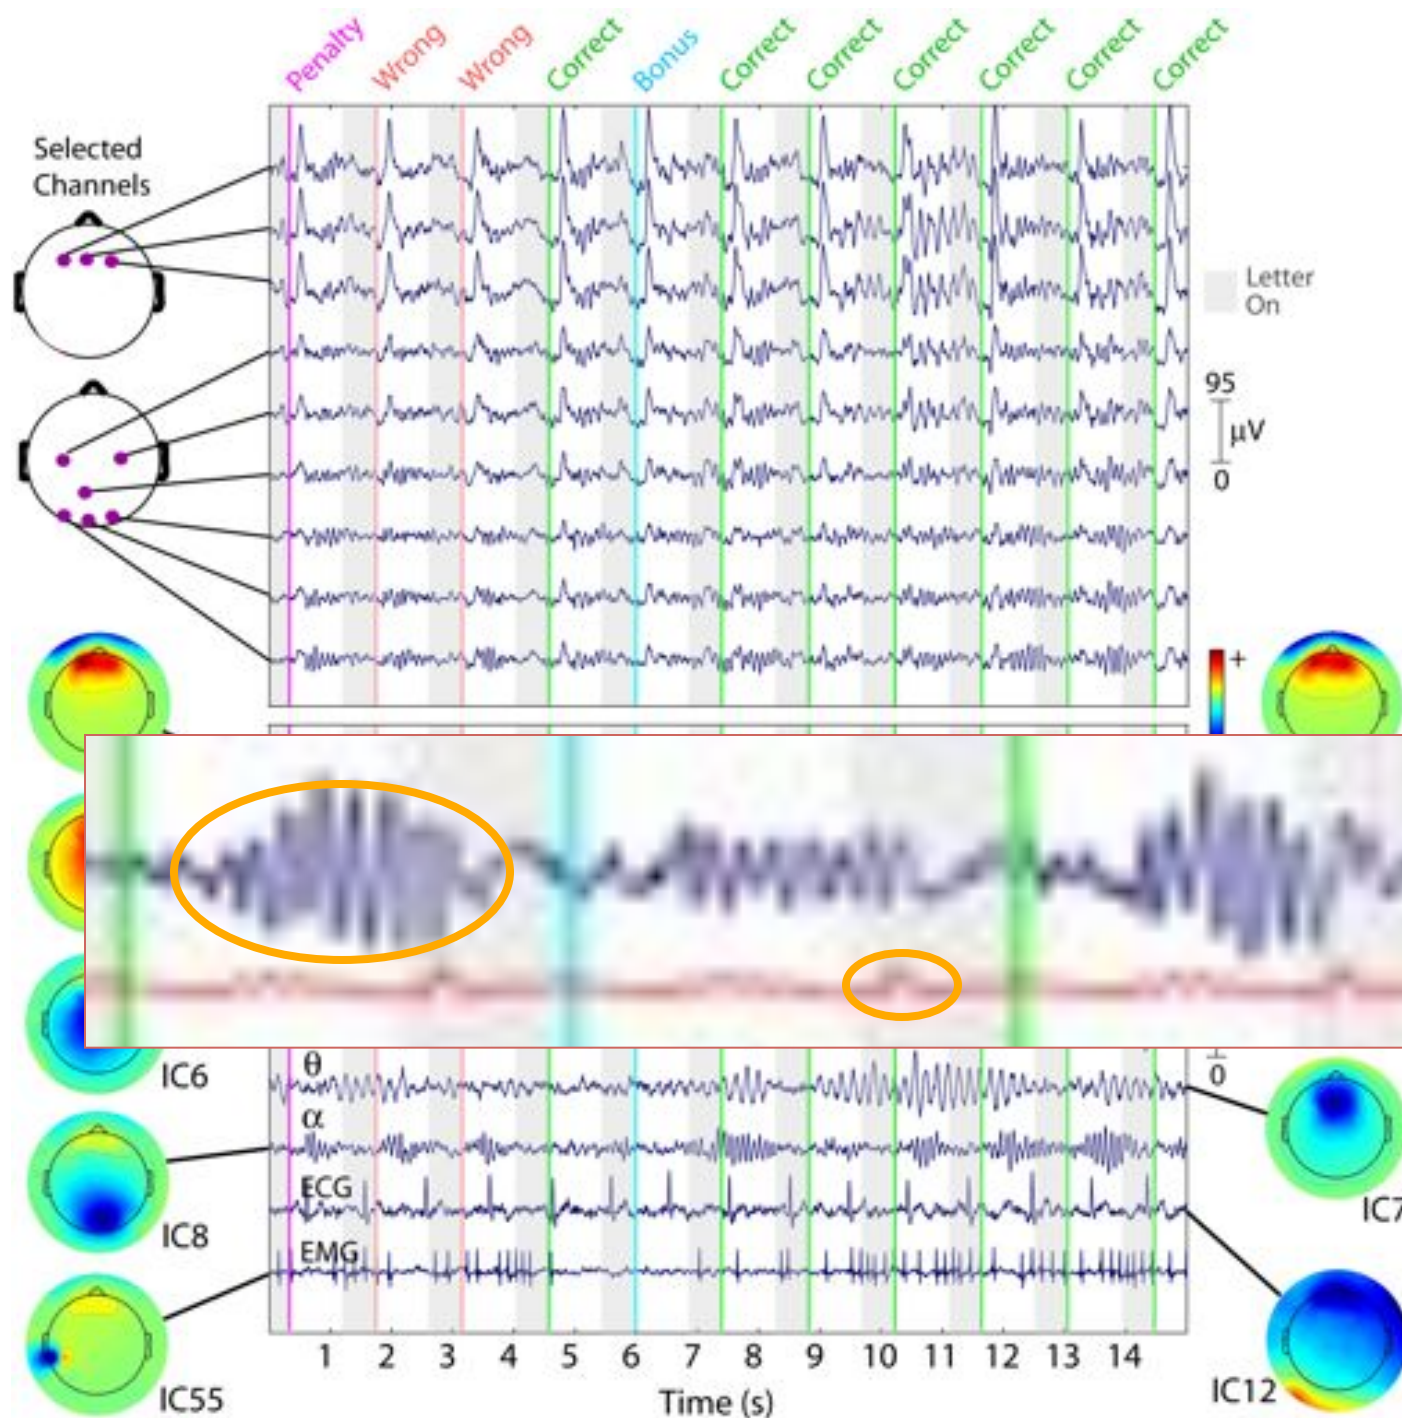 Penalty
Wrong
Wrong
Correct
Bonus
Correct
Correct
Correct
Correct
Correct
Correct
Selected
Channels
Letter
On
95
μV
0
+
IC6
θ
0
α
IC8
ECG
IC7
EMG
IC55
1 2 3 4 5 6 7 8 9 10 11 12 13 14
IC12
Time (s)